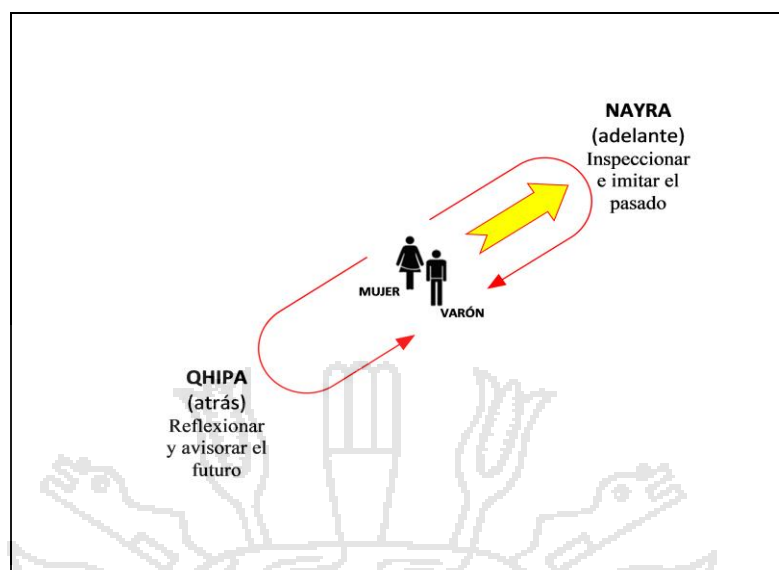 NAYRA
(adelante)
Inspeccionar
e imitar el
pasado
MUJER
VARÓN
QHIPA
(atrás)
Reflexionar
y avisorar el
futuro